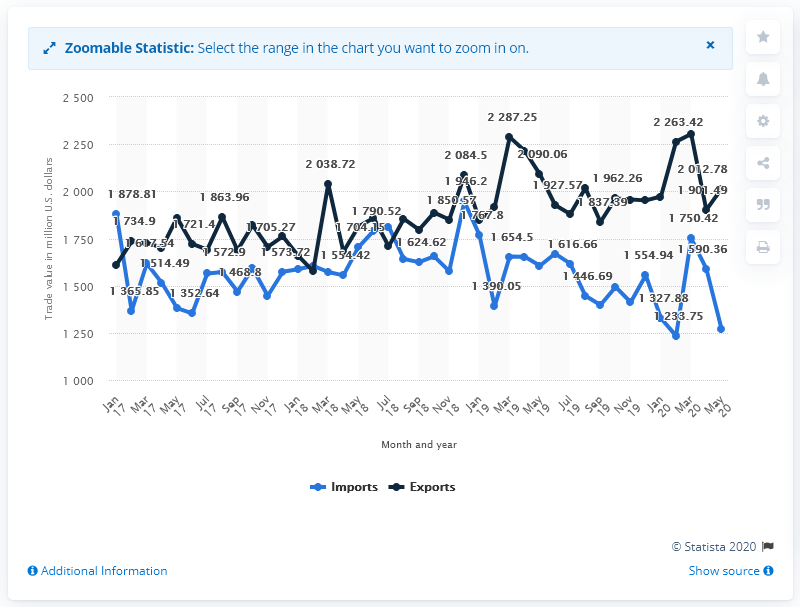 Zoomable Statistic: Select the range in the chart you want to zoom in on.
×
2 500
2 250
2 000
1 750
1 500
1 250
1 000
Trade value in million U.S. dollars
2 287.25
2 263.42
2 038.72
2 084.5
2 090.06
2 012.78
1 878.81
1 863.96
1 946.2
1 927.57
1 962.26
1 901.49
1 734.9
1 721.4
1 705.27
1 790.52
1 850.57
1 767.8
1 837.39
1 750.42
1 617.54
1 572.9
1 573.72
1 704.15
1 624.62
1 654.5
1 616.66
1 554.94
1 590.36
1 514.49
1 468.8
1 554.42
1 446.69
1 365.85
1 352.64
1 390.05
1 327.88
1 233.75
Jan 17
Mar 17
May 17
Jul 17
Sep 17
Nov 17
Jan 18
Mar 18
May 18
Jul 18
Sep 18
Nov 18
Jan 19
Mar 19
May 19
Jul 19
Sep 19
Nov 19
Jan 20
Mar 20
May 20
Month and year
Imports
Exports
© Statista 2020
Additional Information
Show source